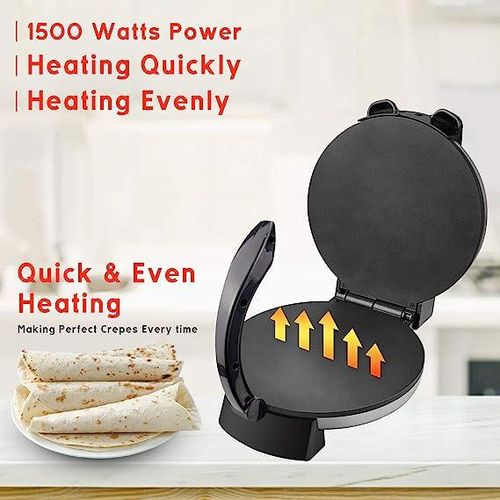 1500 Watts Power
Heating Quickly
Heating Evenly
Quick & Even
Heating
Making Perfect Crepes Every time